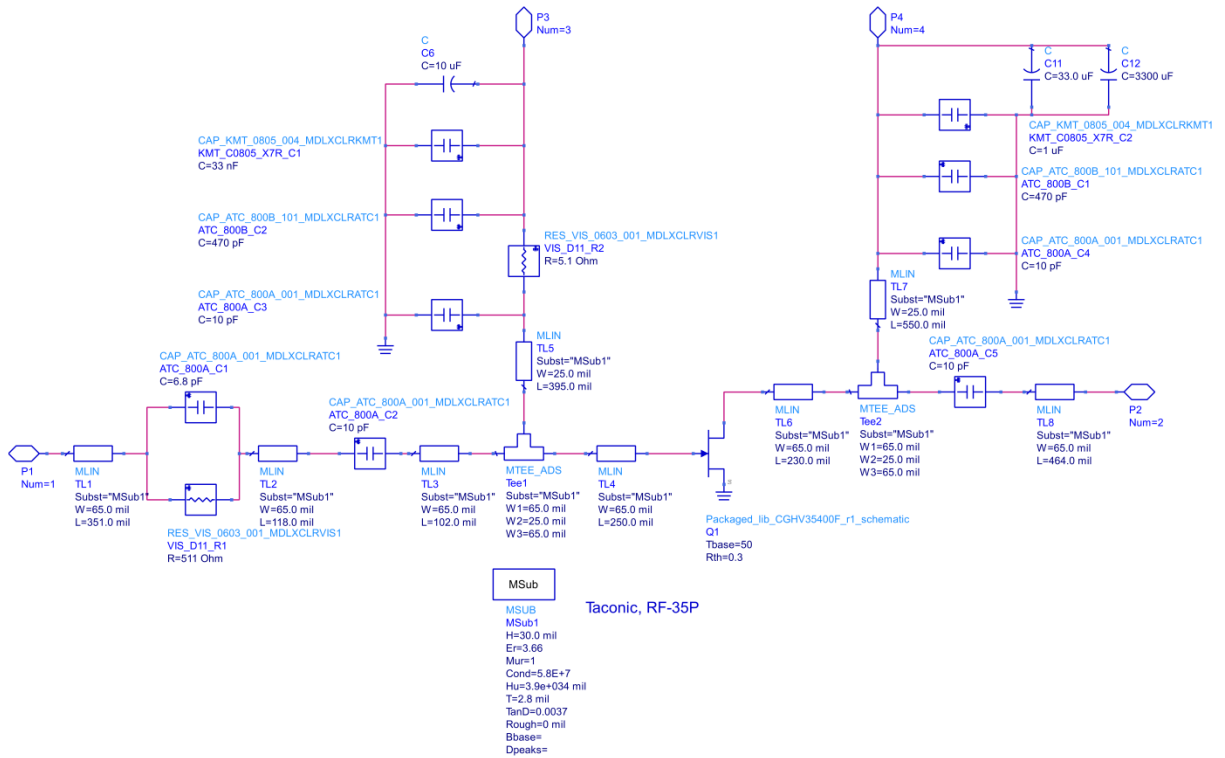 P3
Num=3
C
C6
C=10 uF
CAP_KMT_0805_004_MDLXCLRKMT1
KMT_C0805_X7R_C1
C=33 nF
CAP_ATC_800B_101_MDLXCLRATC1
ATC_800B_C2
C=470 pF
RES_VIS_0603_001_MDLXCLRVIS1
VIS_D11_R2
R=5.1 Ohm
CAP_ATC_800A_001_MDLXCLRATC1
ATC_800A_C3
C=10 pF
MLIN
TL5
Subst="MSub1"
W=25.0 mil
L=395.0 mil
P4
Num=4
C
C11
C=33.0 uF
C
C12
C=3300 uF
CAP_KMT_0805_004_MDLXCLRKMT1
KMT_C0805_X7R_C2
C=1 uF
CAP_ATC_800B_101_MDLXCLRATC1
ATC_800B_C1
C=470 pF
CAP_ATC_800A_001_MDLXCLRATC1
ATC_800A_C4
C=10 pF
MLIN
TL7
Subst="MSub1"
W=25.0 mil
L=550.0 mil
CAP_ATC_800A_001_MDLXCLRATC1
ATC_800A_C5
C=10 pF
CAP_ATC_800A_001_MDLXCLRATC1
ATC_800A_C1
C=6.8 pF
CAP_ATC_800A_001_MDLXCLRATC1
ATC_800A_C2
C=10 pF
P1
Num=1
MLIN
TL1
Subst="MSub1"
W=65.0 mil
L=351.0 mil
RES_VIS_0603_001_MDLXCLRVIS1
VIS_D11_R1
R=511 Ohm
MLIN
TL2
Subst="MSub1"
W=65.0 mil
L=118.0 mil
MLIN
TL3
Subst="MSub1"
W=65.0 mil
L=102.0 mil
MTEE_ADS
Tee1
Subst="MSub1"
W1=65.0 mil
W2=25.0 mil
W3=65.0 mil
MLIN
TL4
Subst="MSub1"
W=65.0 mil
L=250.0 mil
Packaged_lib_CGHV35400F_r1_schematic
Q1
Tbase=50
Rth=0.3
MLIN
TL6
Subst="MSub1"
W=65.0 mil
L=230.0 mil
MTEE_ADS
Tee2
Subst="MSub1"
W1=65.0 mil
W2=25.0 mil
W3=65.0 mil
MLIN
TL8
Subst="MSub1"
W=65.0 mil
L=464.0 mil
P2
Num=2
MSub
MSUB
MSub1
H=30.0 mil
Er=3.66
Mur=1
Cond=5.8E+7
Hu=3.9e+034 mil
T=2.8 mil
TanD=0.0037
Rough=0 mil
Bbase=
Dpeaks=
Taconic, RF-35P